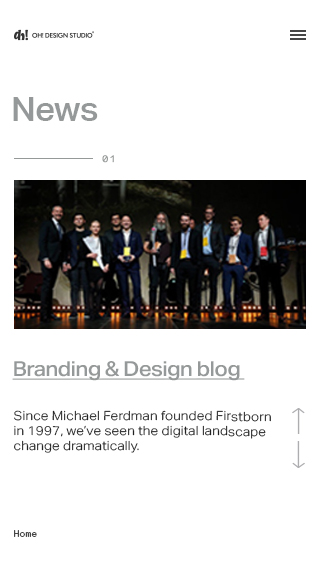 oh! OH! DESIGN STUDIO®
News
01
Branding & Design blog
Since Michael Ferdman founded Firstborn
in 1997, we've seen the digital landscape
change dramatically.
Home